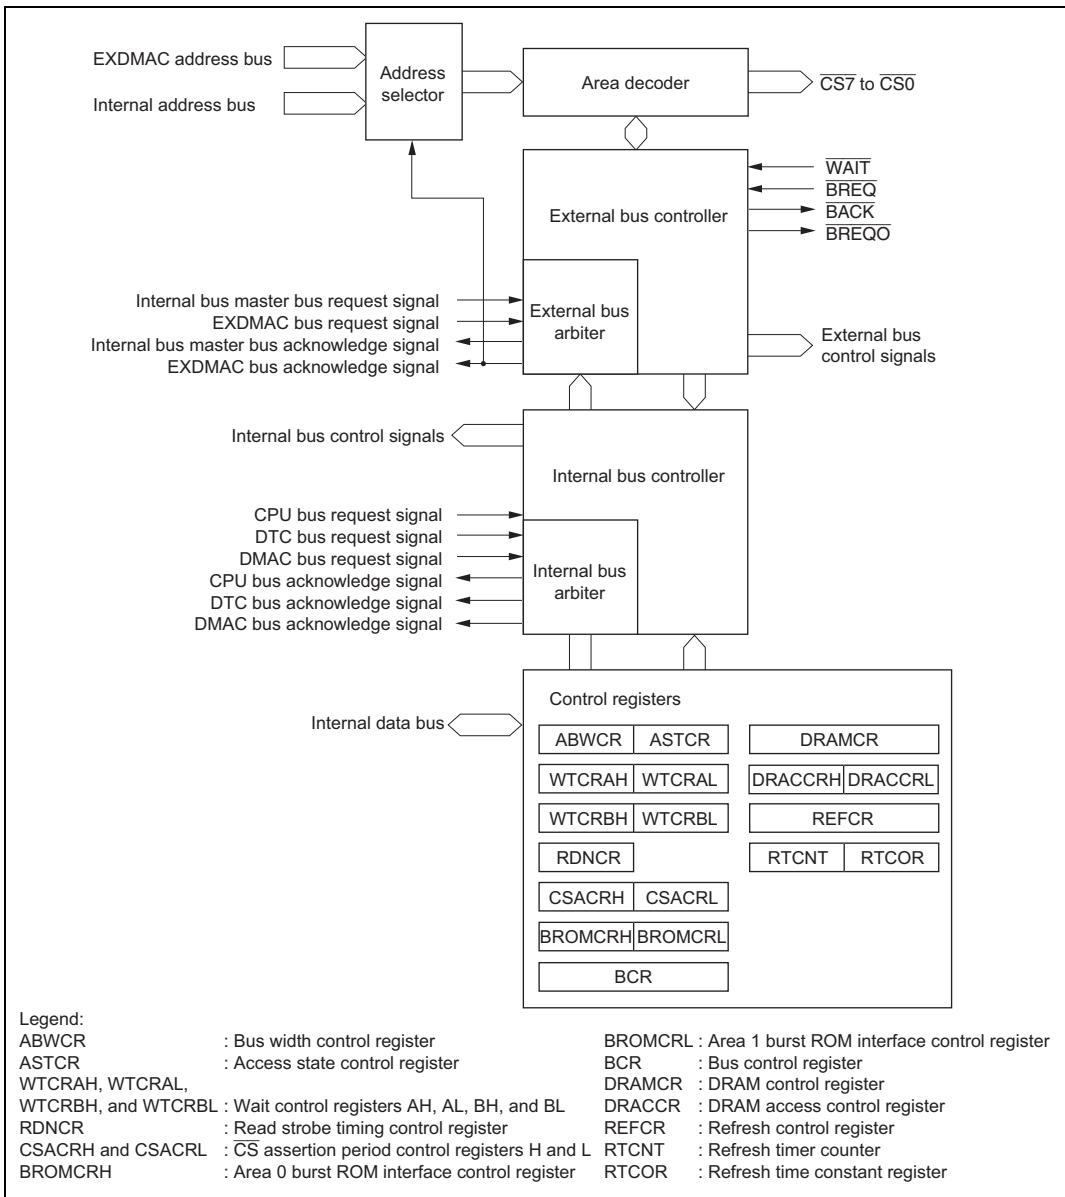 EXDMAC address bus
Internal address bus
Address
selector
Area decoder
CS7 to CS0
External bus controller
WAIT
BREQ
BACK
BREQO
Internal bus master bus request signal
EXDMAC bus request signal
Internal bus master bus acknowledge signal
EXDMAC bus acknowledge signal
External bus
arbiter
External bus
control signals
Internal bus control signals
Internal bus controller
CPU bus request signal
DTC bus request signal
DMAC bus request signal
CPU bus acknowledge signal
DTC bus acknowledge signal
DMAC bus acknowledge signal
Internal bus
arbiter
Internal data bus
Control registers
ABWCR ASTCR DRAMCR
WTCRAH WTCRAL DRACCRH DRACCRL
WTCRBH WTCRBL REFCR
RDNCR RTCNT RTCOR
CSACRH CSACRL
BROMCRH BROMCRL
BCR
Legend:
ABWCR : Bus width control register
ASTCR : Access state control register
WTCRAH, WTCRAL,
WTCRBH, and WTCRBL : Wait control registers AH, AL, BH, and BL
RDNCR : Read strobe timing control register
CSACRH and CSACRL : CS assertion period control registers H and L
BROMCRH : Area 0 burst ROM interface control register
BROMCRL : Area 1 burst ROM interface control register
BCR : Bus control register
DRAMCR : DRAM control register
DRACCR : DRAM access control register
REFCR : Refresh control register
RTCNT : Refresh timer counter
RTCOR : Refresh time constant register